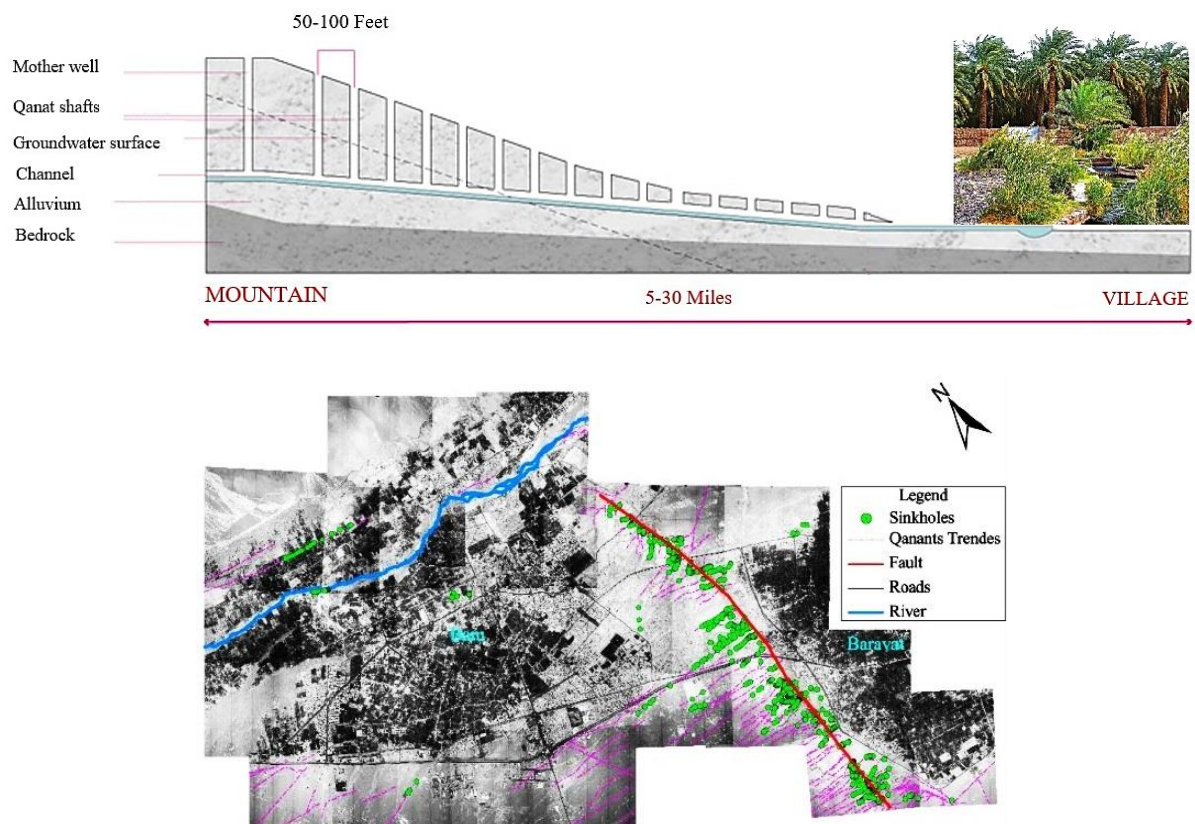 50-100 Feet
Mother well
Qanat shafts
Groundwater surface
Channel
Alluvium
Bedrock
MOUNTAIN
5-30 Miles
VILLAGE
N
Legend
Sinkholes
Qanants Trendes
Fault
Roads
River
Baravat